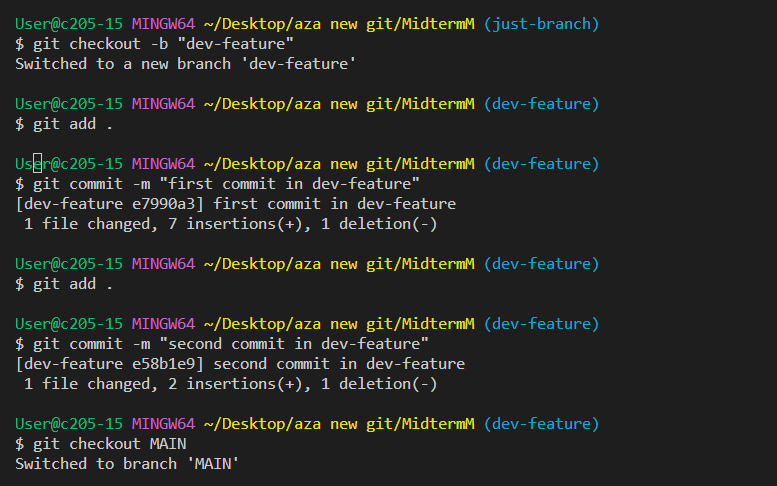 User@c205-15 MINGW64 ~/Desktop/aza new git/MidtermM (just-branch)
$ git checkout -b "dev-feature"
Switched to a new branch 'dev-feature'
User@c205-15 MINGW64 ~/Desktop/aza new git/MidtermM (dev-feature)
$ git add .
User@c205-15 MINGW64 ~/Desktop/aza new git/MidtermM (dev-feature)
$ git commit -m "first commit in dev-feature"
[dev-feature e7990a3] first commit in dev-feature
 1 file changed, 7 insertions(+), 1 deletion(-)
User@c205-15 MINGW64 ~/Desktop/aza new git/MidtermM (dev-feature)
$ git add .
User@c205-15 MINGW64 ~/Desktop/aza new git/MidtermM (dev-feature)
$ git commit -m "second commit in dev-feature"
[dev-feature e58b1e9] second commit in dev-feature
 1 file changed, 2 insertions(+), 1 deletion(-)
User@c205-15 MINGW64 ~/Desktop/aza new git/MidtermM (dev-feature)
$ git checkout MAIN
Switched to branch 'MAIN'